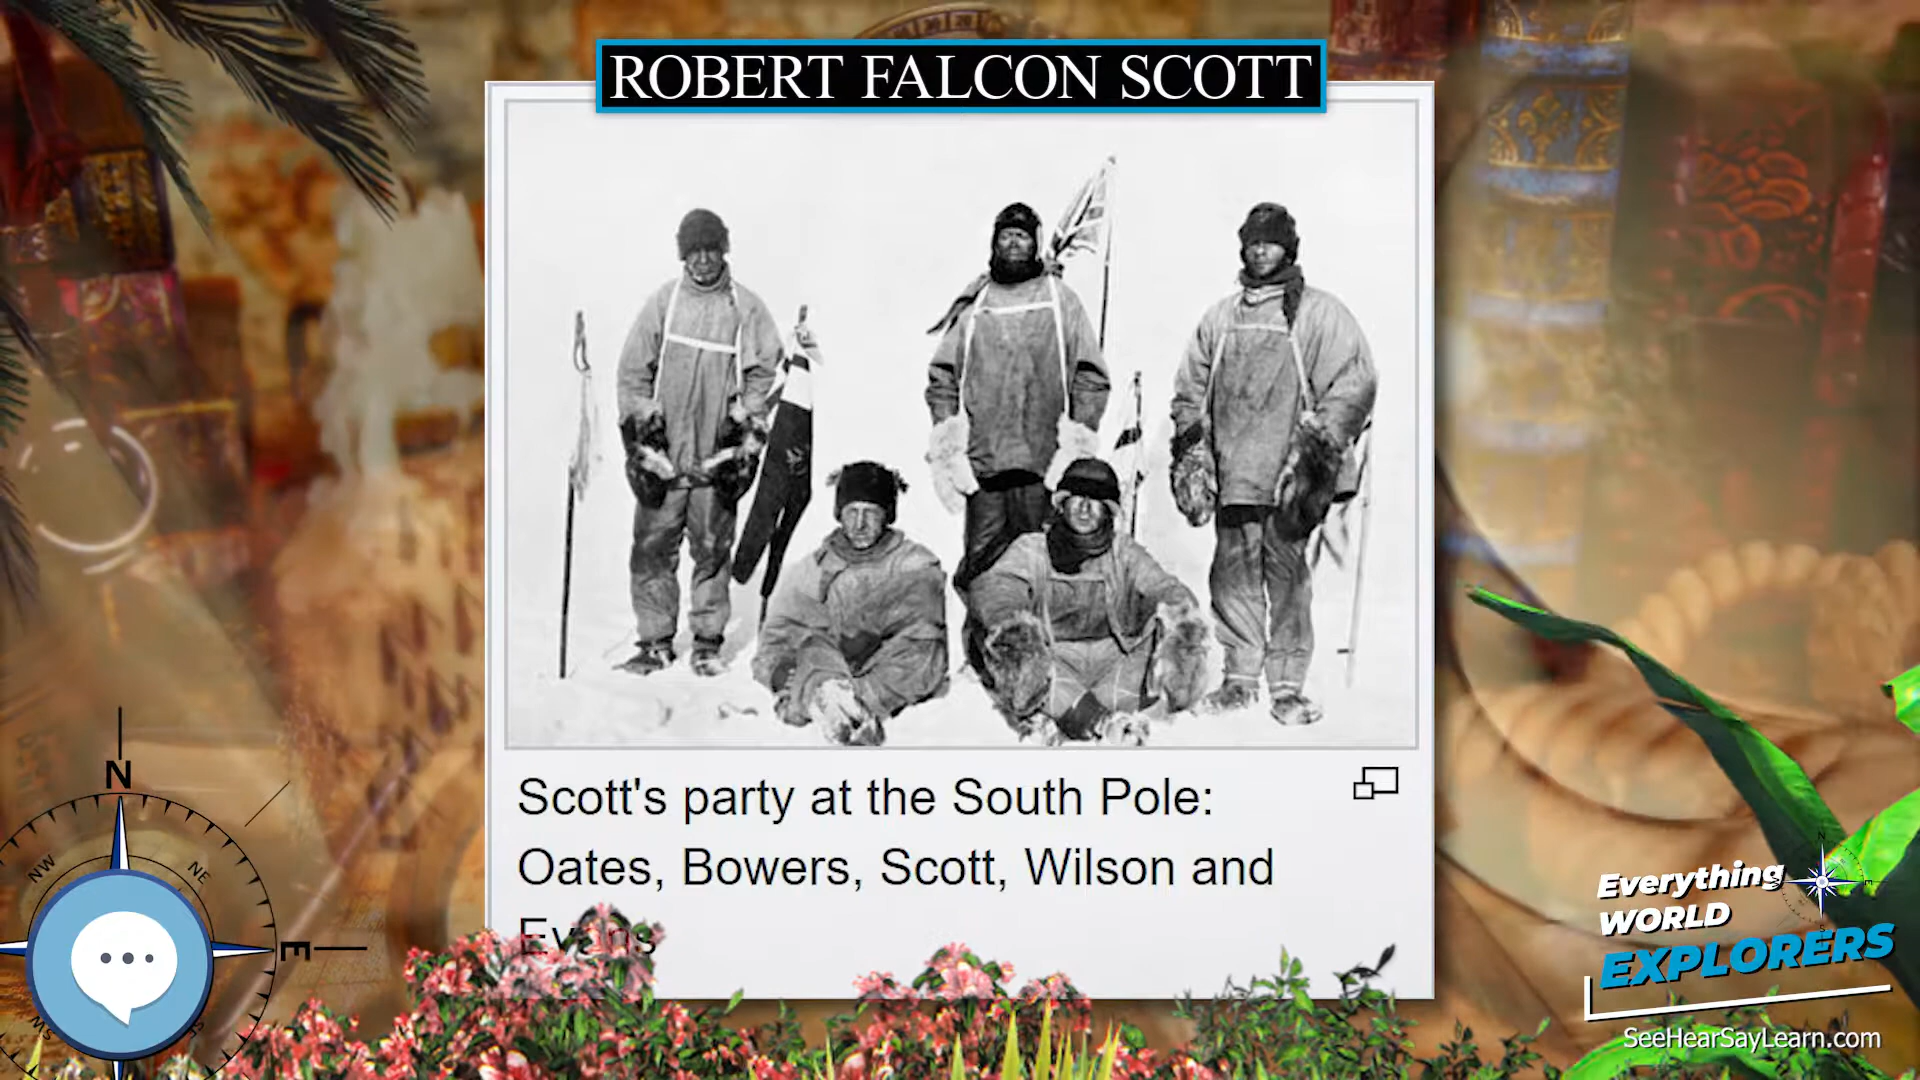 ROBERT FALCON SCOTT
Scott's party at the South Pole:
Oates, Bowers, Scott, Wilson and
Evans
N
NW
NE
E
Everything
WORLD
EXPLORERS
SeeHearSayLearn.com